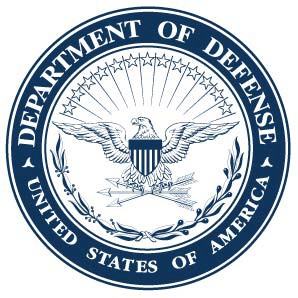 DEPARTMENT OF DEFENSE
UNITED STATES OF AMERICA